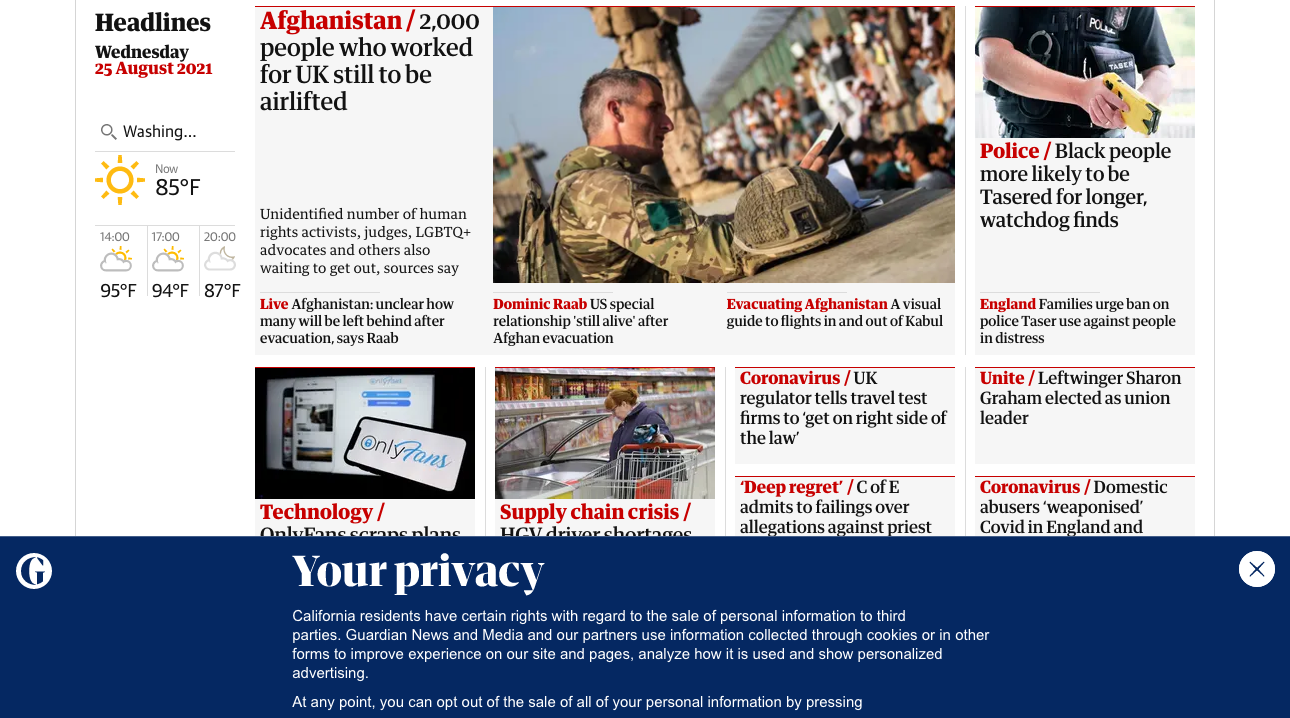 Headlines
Wednesday
25 August 2021
Washing...
Now
85°F
14:00
17:00
20:00
95°F
94°F
87°F
Afghanistan / 2,000
people who worked
for UK still to be
airlifted
Unidentified number of human
rights activists, judges, LGBTQ+
advocates and others also
waiting to get out, sources say
Live Afghanistan: unclear how
many will be left behind after
evacuation, says Raab
Dominic Raab US special
relationship 'still alive' after
Afghan evacuation
Evacuating Afghanistan A visual
guide to flights in and out of Kabul
TASER
Police / Black people
more likely to be
Tasered for longer,
watchdog finds
England Families urge ban on
police Taser use against people
in distress
OnlyFans
Technology /
OnlyFans scraps plans
Supply chain crisis /
HGV driver shortages
Coronavirus / UK
regulator tells travel test
firms to ‘get on right side of
the law’
Unite / Leftwinger Sharon
Graham elected as union
leader
‘Deep regret’ / C of E
admits to failings over
allegations against priest
Coronavirus / Domestic
abusers ‘weaponised’
Covid in England and
Your privacy
California residents have certain rights with regard to the sale of personal information to third
parties. Guardian News and Media and our partners use information collected through cookies or in other
forms to improve experience on our site and pages, analyze how it is used and show personalized
advertising.
At any point, you can opt out of the sale of all of your personal information by pressing